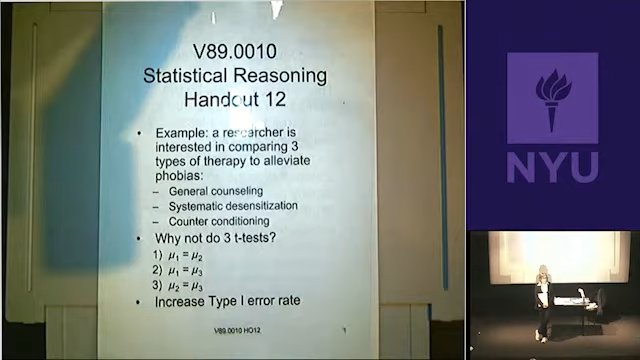 V89.0010
Statistical Reasoning
Handout 12
• Example: a researcher is
interested in comparing 3
types of therapy to alleviate
phobias:
– General counseling
– Systematic desensitization
– Counter conditioning
• Why not do 3 t-tests?
1) μ₁ = μ₂
2) μ₁ = μ₃
3) μ₂ = μ₃
• Increase Type I error rate
V89.0010 HO12
1
NYU